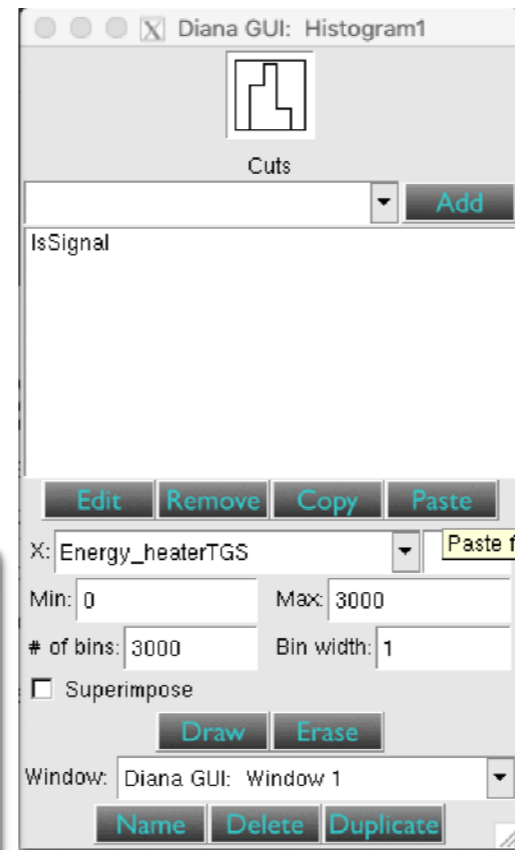 Diana GUI: Histogram1
Cuts
Add
IsSignal
Edit Remove Copy Paste
X: Energy_heaterTGS
Paste f
Min: 0 Max: 3000
# of bins: 3000 Bin width: 1
Superimpose
Draw Erase
Window: Diana GUI: Window 1
Name Delete Duplicate